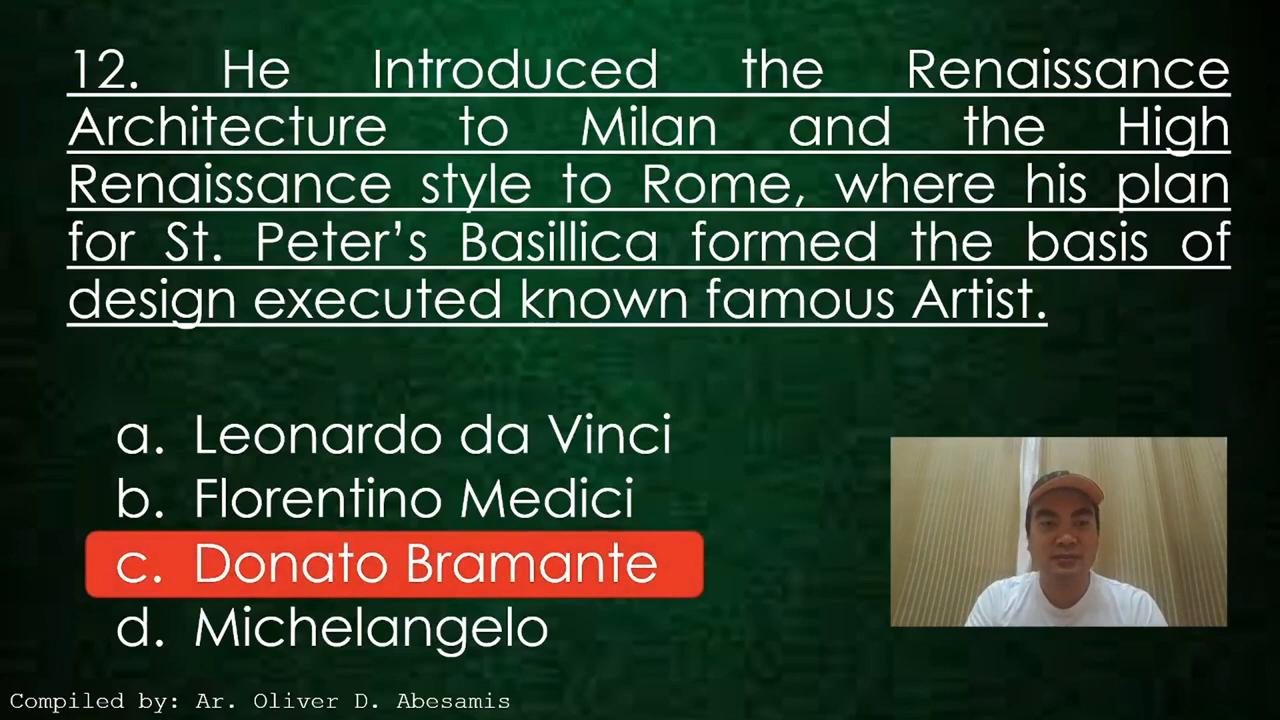 12. He Introduced the Renaissance
Architecture to Milan and the High
Renaissance style to Rome, where his plan
for St. Peter’s Basillica formed the basis of
design executed known famous Artist.
a. Leonardo da Vinci
b. Florentino Medici
c. Donato Bramante
d. Michelangelo
Compiled by: Ar. Oliver D. Abesamis